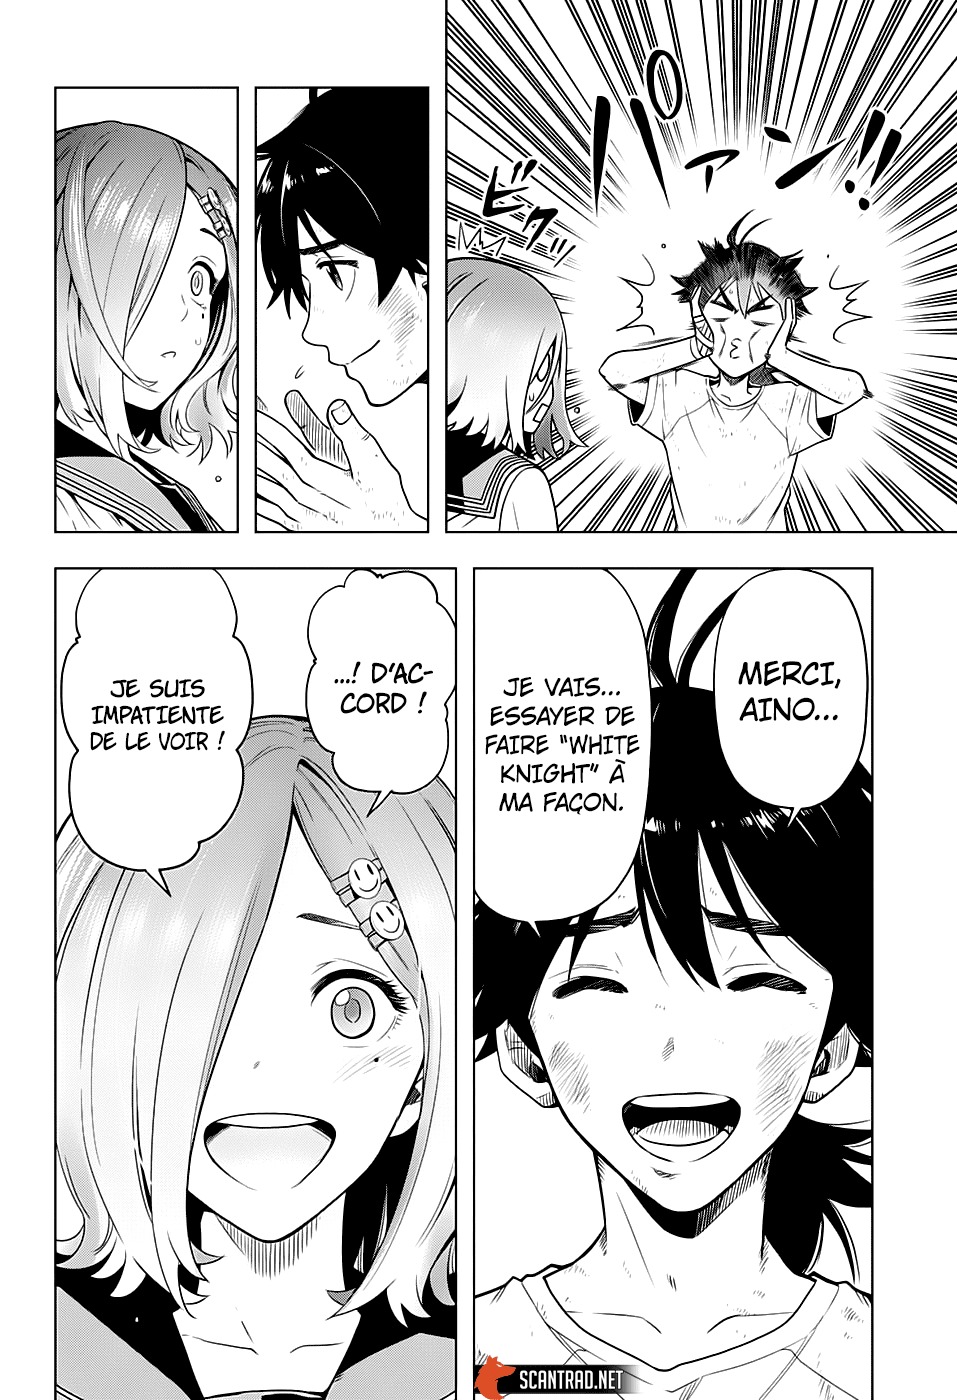 パァン!!
ビクッ
MERCI,
AINO...
JE VAIS...
ESSAYER DE
FAIRE "WHITE
KNIGHT" À
MA FAÇON.
...! D'AC-
CORD !
JE SUIS
IMPATIENTE
DE LE VOIR !
SCANTRAD.NET